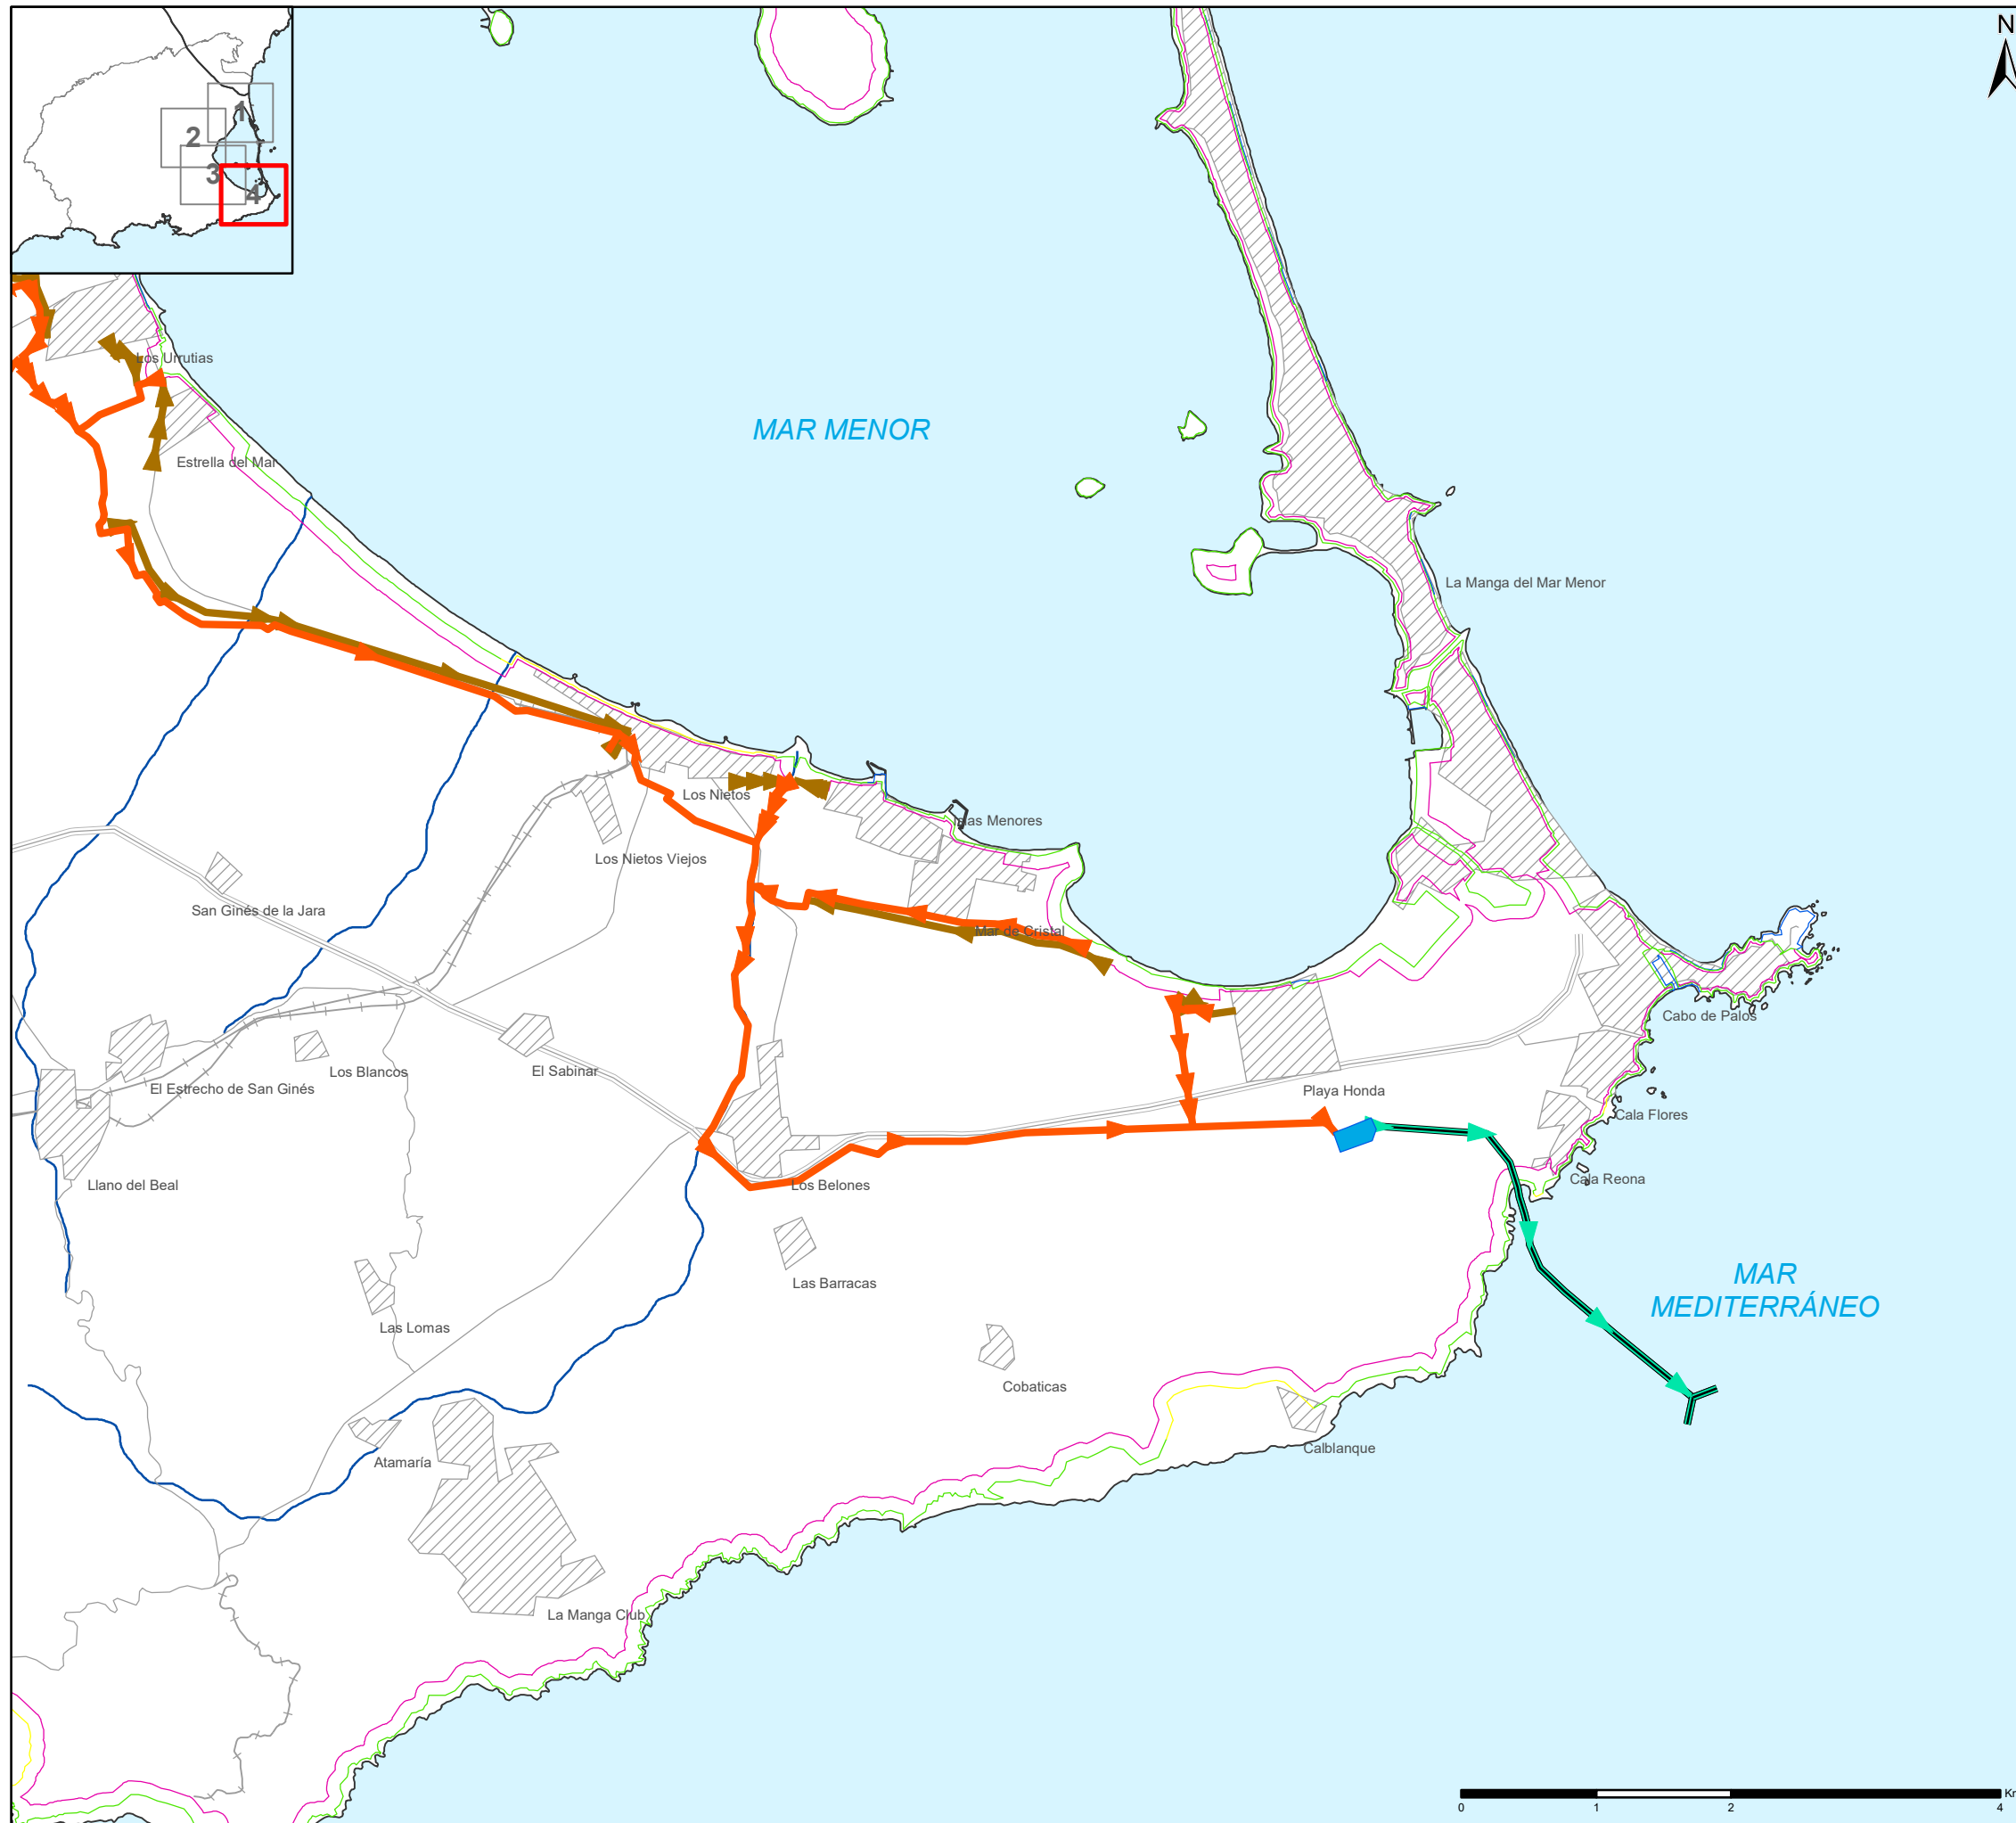 N
1
2
3
4
Los Urrutias
MAR MENOR
Estrella del Mar
La Manga del Mar Menor
Los Nietos
Islas Menores
Los Nietos Viejos
San Ginés de la Jara
Mar de Cristal
Cabo de Palos
El Sabinar
Los Blancos
El Estrecho de San Ginés
Playa Honda
Cala Flores
Cala Reona
Llano del Beal
Los Belones
MAR
MEDITERRÁNEO
Las Barracas
Las Lomas
Cobaticas
Calblanque
Atamaría
La Manga Club
0 1 2 4